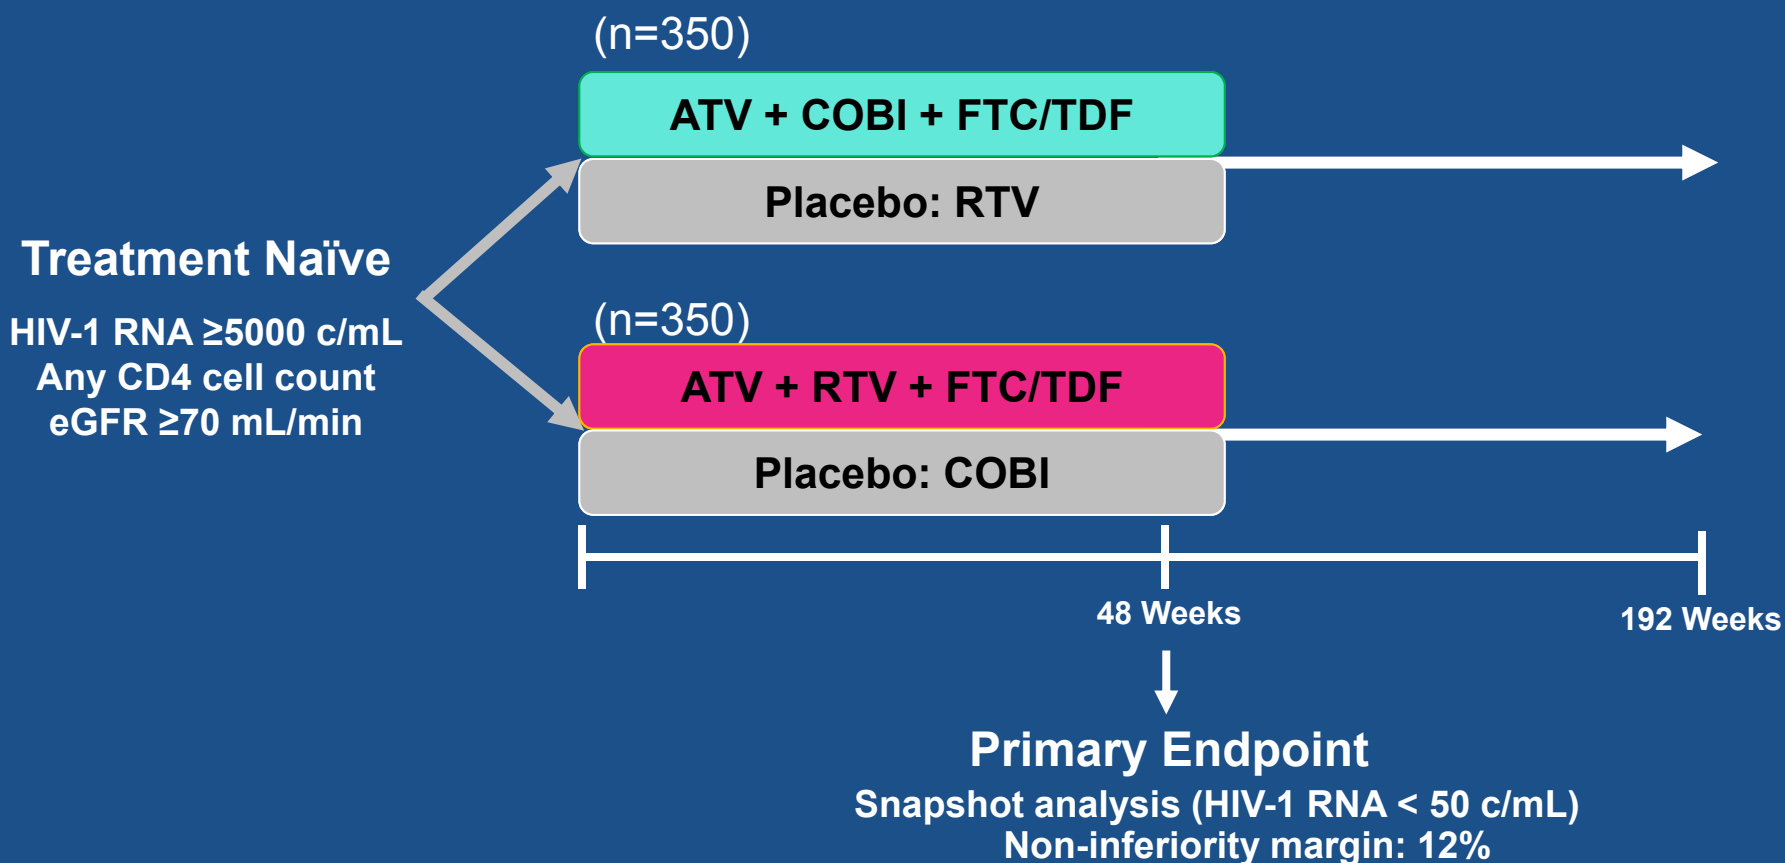 (n=350)
ATV + COBI + FTC/TDF
Placebo: RTV
Treatment Naïve
HIV-1 RNA ≥5000 c/mL
Any CD4 cell count
eGFR ≥70 mL/min
(n=350)
ATV + RTV + FTC/TDF
Placebo: COBI
48 Weeks
192 Weeks
Primary Endpoint
Snapshot analysis (HIV-1 RNA < 50 c/mL)
Non-inferiority margin: 12%